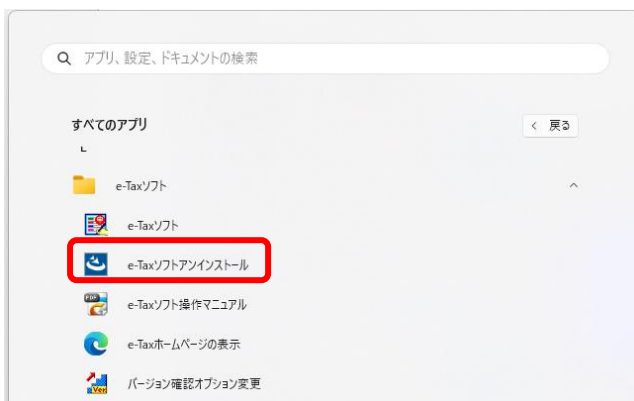 アプリ、設定、ドキュメントの検索
すべてのアプリ
戻る
e-Taxソフト
e-Taxソフト
e-Taxソフトアンインストール
e-Taxソフト操作マニュアル
e-Taxホームページの表示
バージョン確認オプション変更